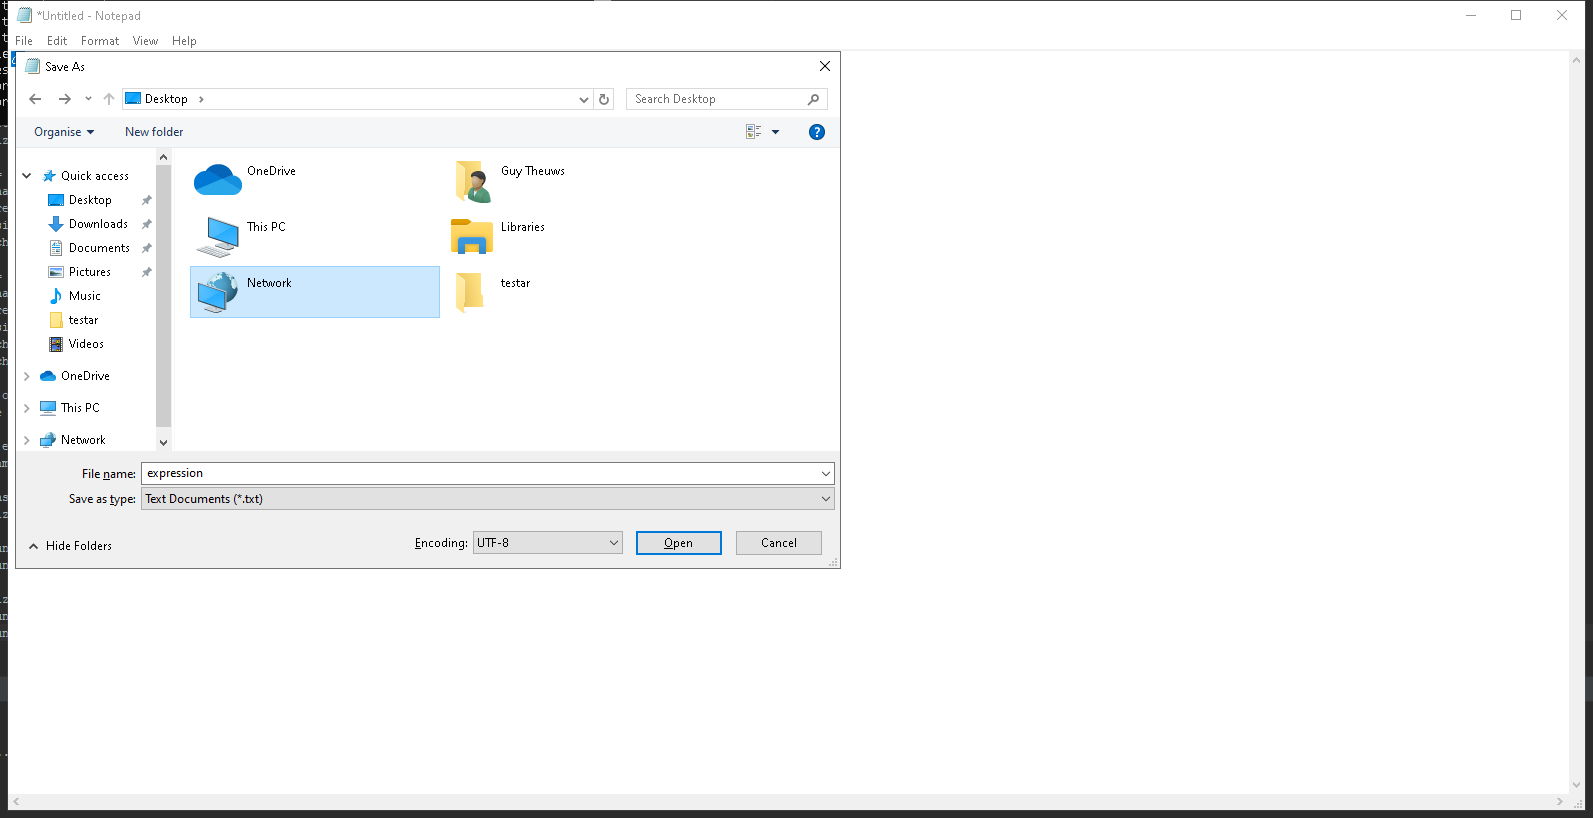 *Untitled - Notepad
File Edit Format View Help
Save As
Desktop
Search Desktop
Organise New folder
Quick access
Desktop
Downloads
Documents
Pictures
Music
testar
Videos
OneDrive
This PC
Network
OneDrive
Guy Theuws
This PC
Libraries
Network
testar
File name: expression
Save as type: Text Documents (*.txt)
Hide Folders
Encoding: UTF-8
Open
Cancel